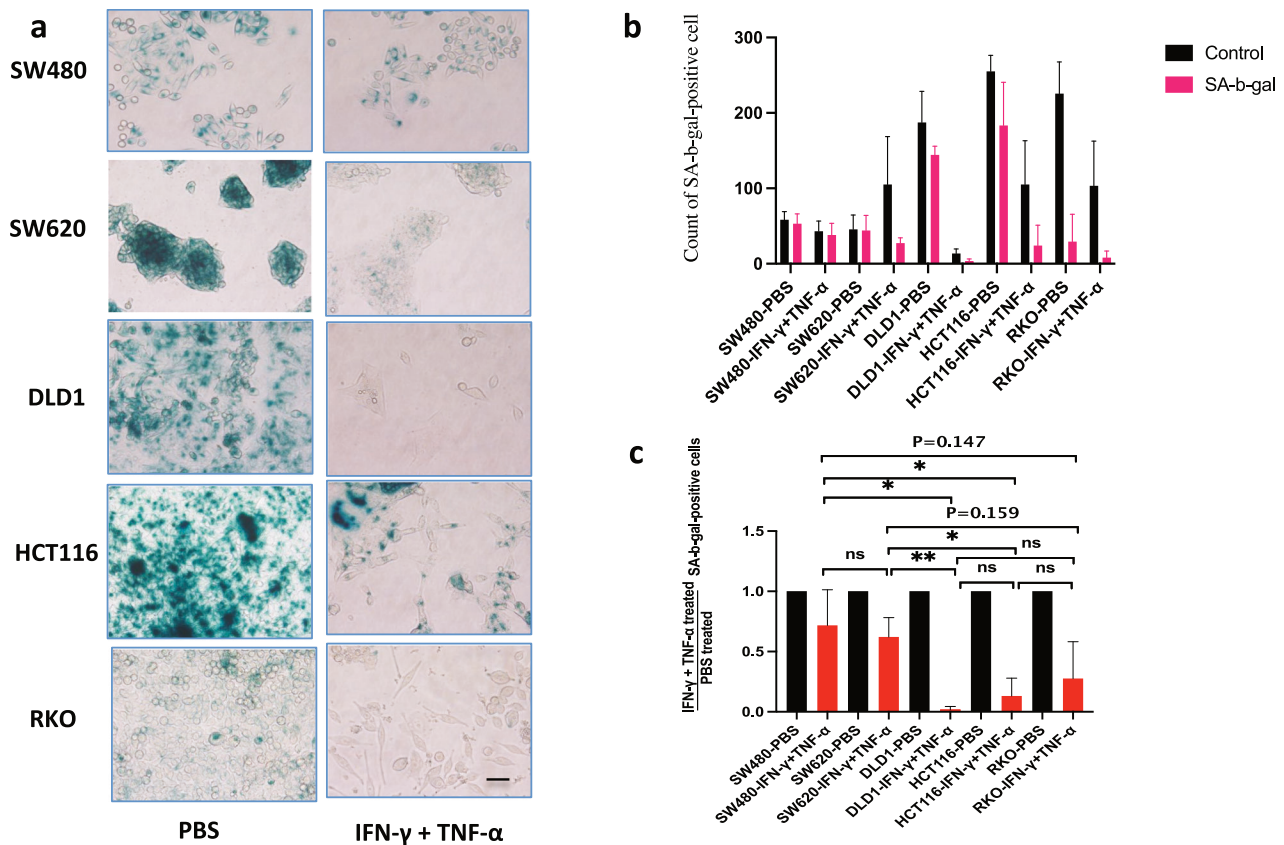 a
SW480
SW620
DLD1
HCT116
RKO
PBS
IFN-γ + TNF-α
b
Count of SA-b-gal-positive cell
300
200
100
0
Control
SA-b-gal
SW480-PBS
SW480-IFN-γ+TNF-α
SW620-PBS
SW620-IFN-γ+TNF-α
DLD1-PBS
DLD1-IFN-γ+TNF-α
HCT116-PBS
HCT116-IFN-γ+TNF-α
RKO-PBS
RKO-IFN-γ+TNF-α
c
IFN-γ + TNF-α treated
PBS treated
SA-b-gal-positive cells
1.5
1.0
0.5
0.0
P=0.147
*
*
P=0.159
*
ns
ns
**
ns
ns
SW480-PBS
SW480-IFN-γ+TNF-α
SW620-PBS
SW620-IFN-γ+TNF-α
DLD1-PBS
DLD1-IFN-γ+TNF-α
HCT116-PBS
HCT116-IFN-γ+TNF-α
RKO-PBS
RKO-IFN-γ+TNF-α